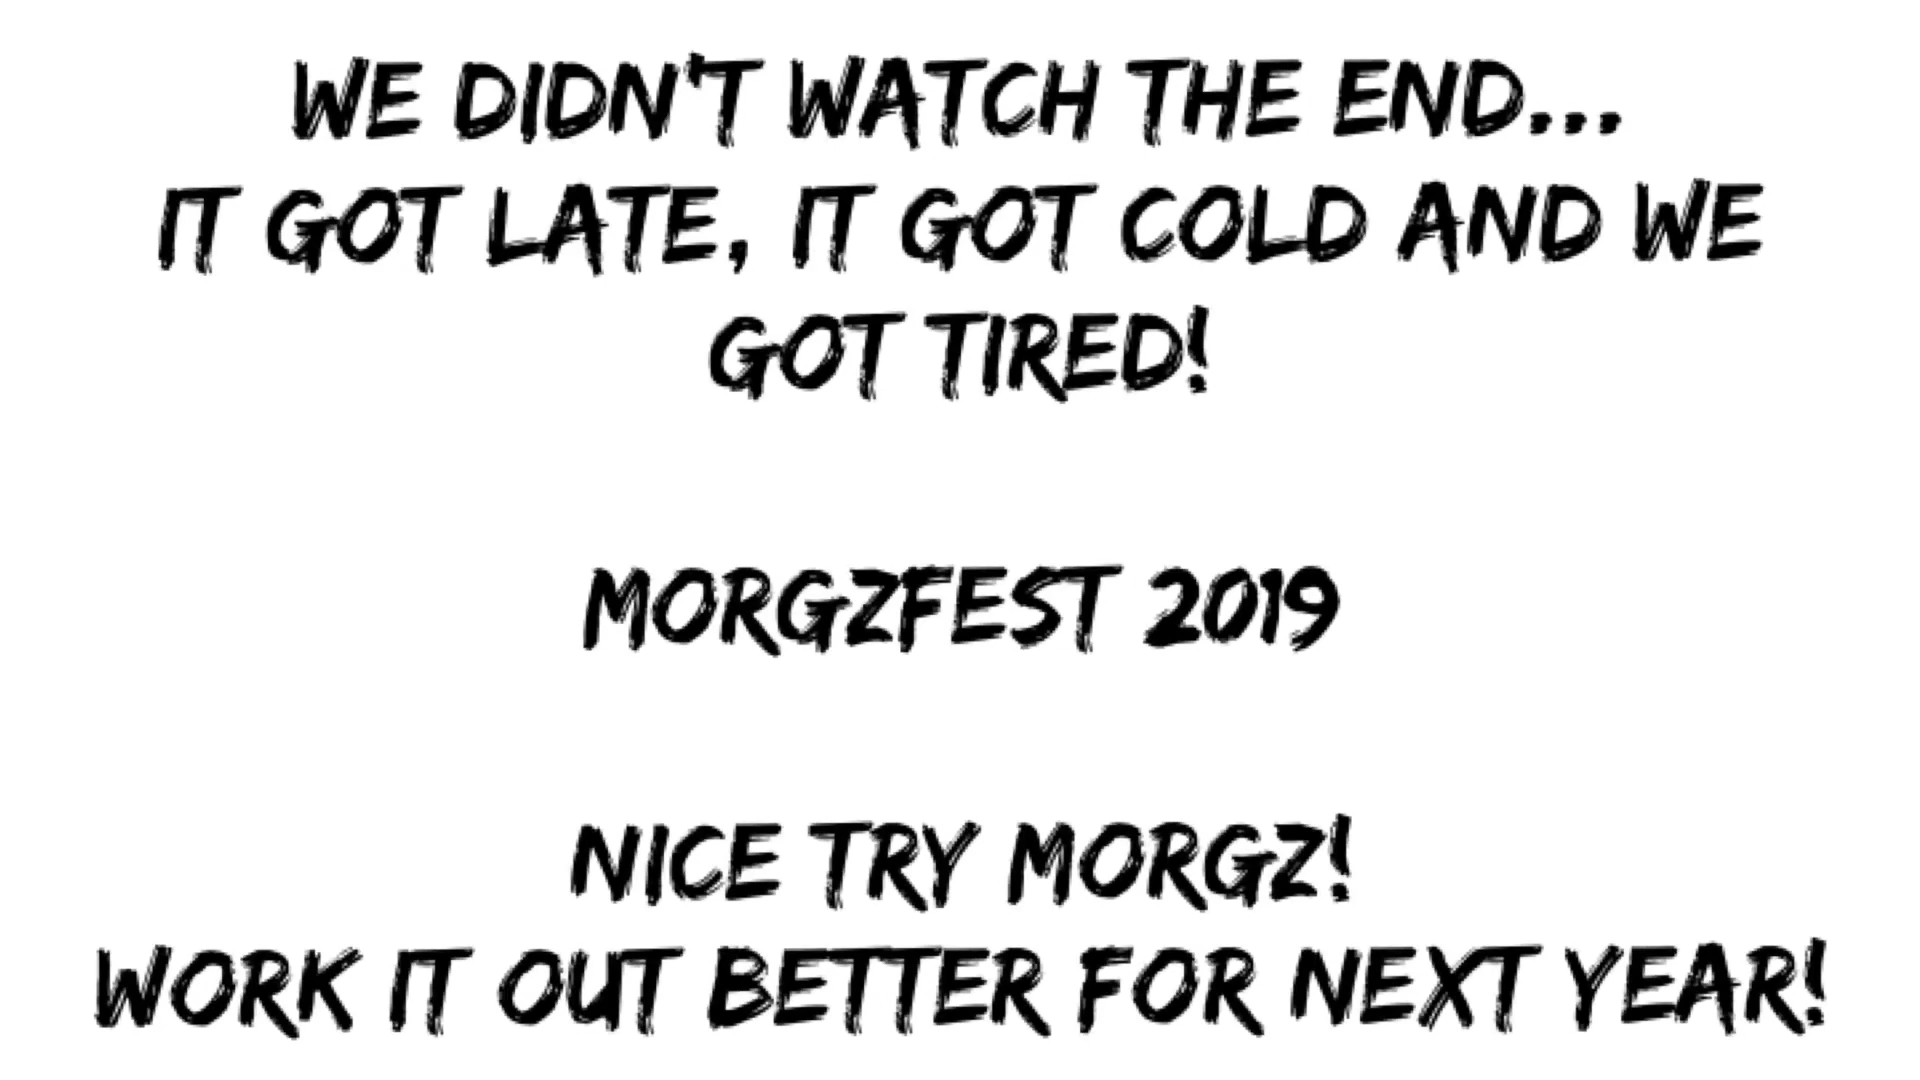 WE DIDN'T WATCH THE END...
IT GOT LATE, IT GOT COLD AND WE
GOT TIRED!
MORGZFEST 2019
NICE TRY MORGZ!
WORK IT OUT BETTER FOR NEXT YEAR!